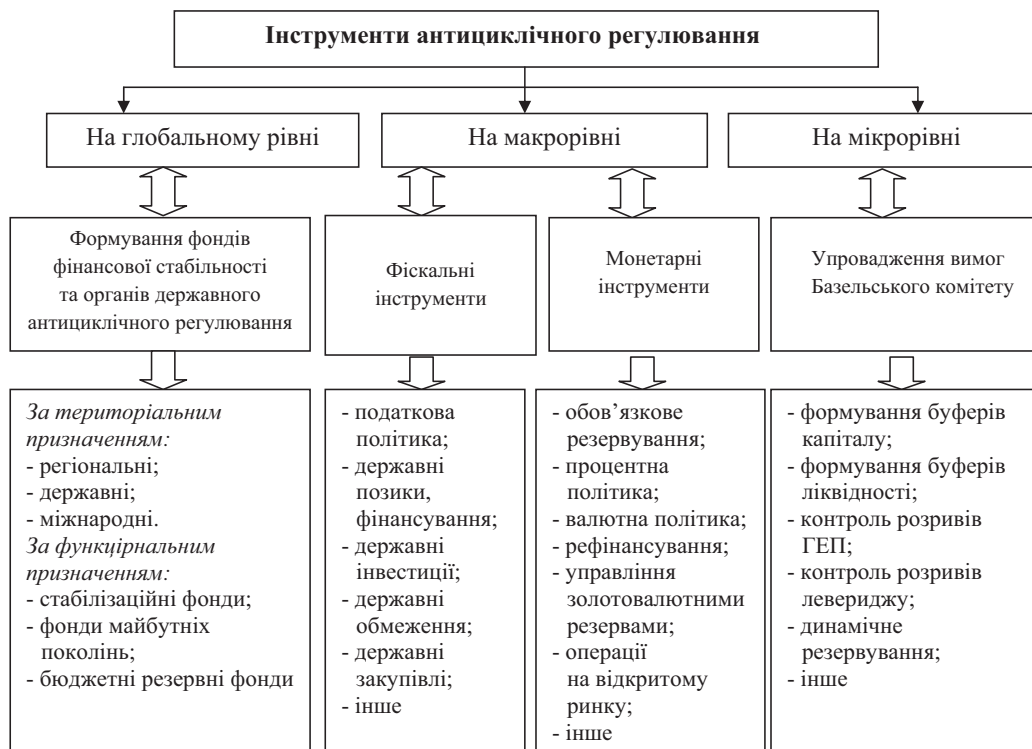 Інструменти антициклічного регулювання
На глобальному рівні
На макрорівні
На мікрорівні
Формування фондів
фінансової стабільності
та органів державного
антициклічного регулювання
Фіскальні
інструменти
Монетарні
інструменти
Упровадження вимог
Базельського комітету
За територіальним
призначенням:
- регіональні;
- державні;
- міжнародні.
За функцірнальним
призначенням:
- стабілізаційні фонди;
- фонди майбутніх
поколінь;
- бюджетні резервні фонди
- податкова
політика;
- державні
позики,
фінансування;
- державні
інвестиції;
- державні
обмеження;
- державні
закупівлі;
- інше
- обов’язкове
резервування;
- процентна
політика;
- валютна політика;
- рефінансування;
- управління
золотовалютними
резервами;
- операції
на відкритому
ринку;
- інше
- формування буферів
капіталу;
- формування буферів
ліквідності;
- контроль розривів
ГЕП;
- контроль розривів
левериджу;
- динамічне
резервування;
- інше